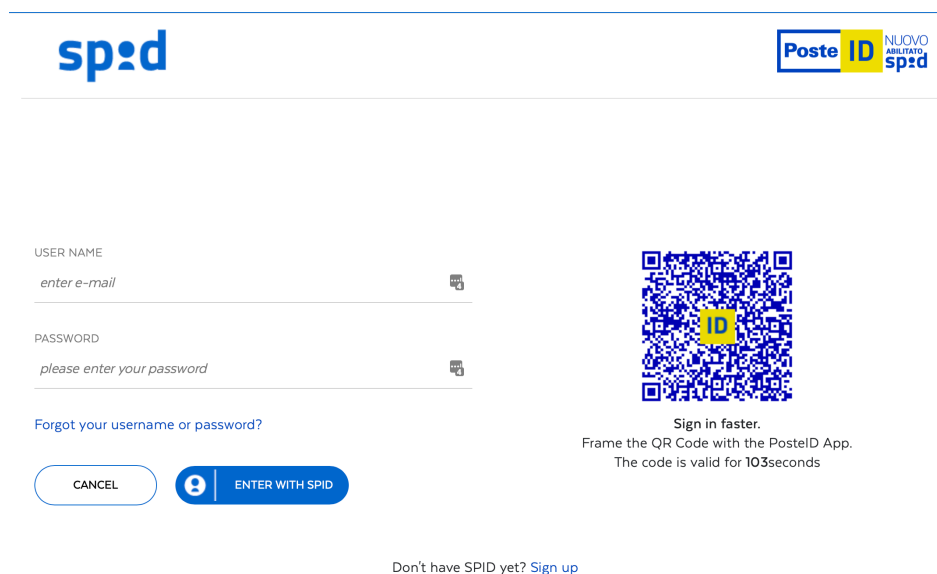 spid
Poste ID NUOVO
ABILITATO
spid
USER NAME
enter e-mail
PASSWORD
please enter your password
Forgot your username or password?
CANCEL
ENTER WITH SPID
ID
Sign in faster.
Frame the QR Code with the PosteID App.
The code is valid for 103seconds
Don't have SPID yet? Sign up